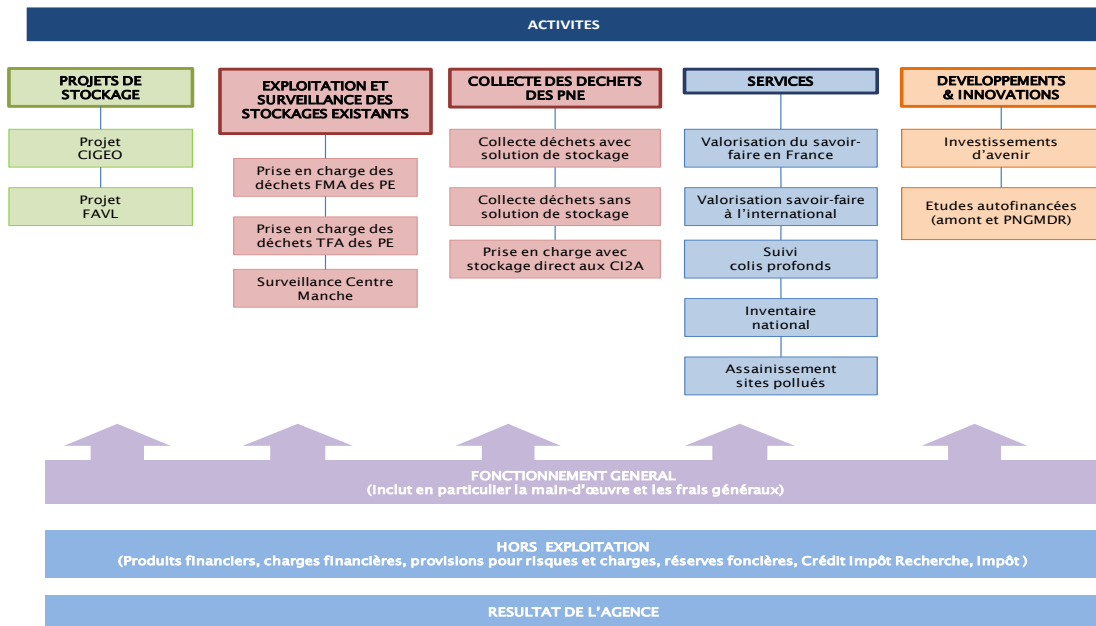 ACTIVITES
PROJETS DE
STOCKAGE
Projet
CIGEO
Projet
FAVL
EXPLOITATION ET
SURVEILLANCE DES
STOCKAGES EXISTANTS
Prise en charge des
déchets FMA des PE
Prise en charge des
déchets TFA des PE
Surveillance Centre
Manche
COLLECTE DES DECHETS
DES PNE
Collecte déchets avec
solution de stockage
Collecte déchets sans
solution de stockage
Prise en charge avec
stockage direct aux CI2A
SERVICES
Valorisation du savoir-
faire en France
Valorisation savoir-faire
à l’international
Suivi
colis profonds
Inventaire
national
Assainissement
sites pollués
DEVELOPPEMENTS
& INNOVATIONS
Investissements
d’avenir
Etudes autofinancées
(amont et PNGMDR)
FONCTIONNEMENT GENERAL
(Inclut en particulier la main-d’œuvre et les frais généraux)
HORS EXPLOITATION
(Produits financiers, charges financières, provisions pour risques et charges, réserves foncières, Crédit Impôt Recherche, Impôt )
RESULTAT DE L’AGENCE